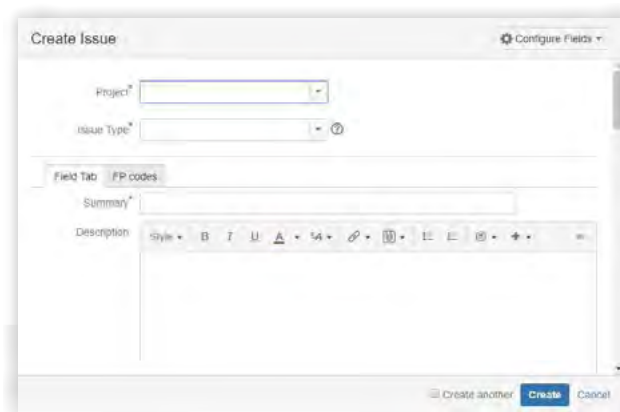 Create Issue
Configure Fields
Project*
Issue Type*
Field Tab FP codes
Summary*
Description Style B I U A
Create another Create Cancel